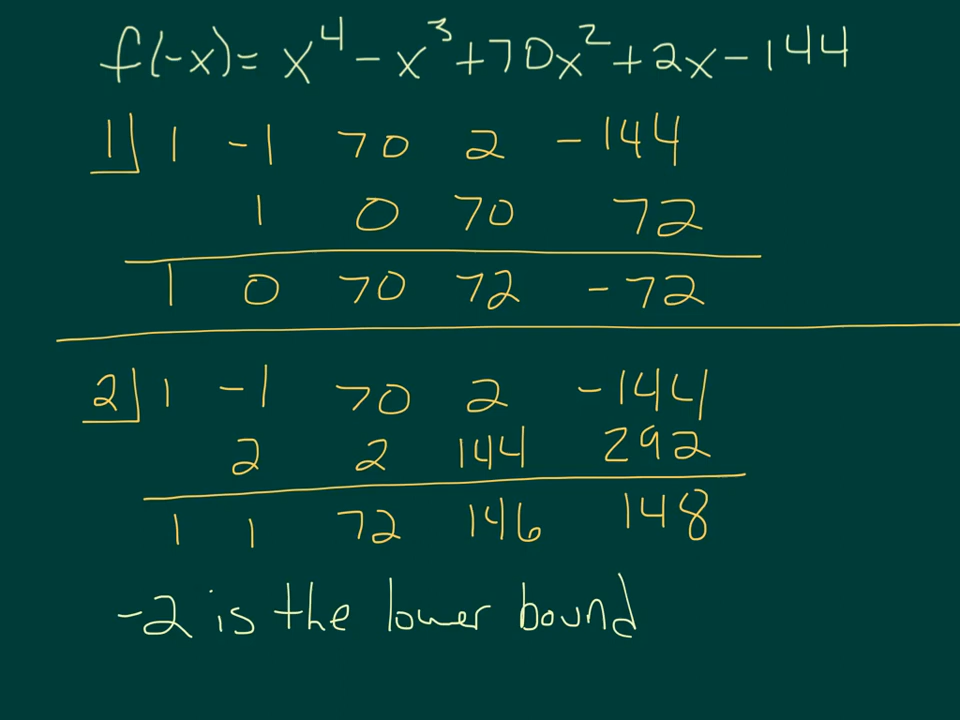 f(-x)= x⁴ - x³ +70x² +2x - 144
1| 1 -1 70 2 -144
1 0 70 72
1 0 70 72 -72
2| 1 -1 70 2 -144
2 2 144 292
1 1 72 146 148
-2 is the lower bound